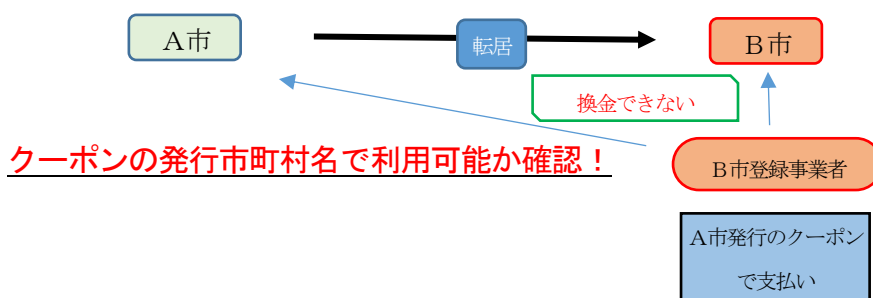 A市
転居
B市
換金できない
クーポンの発行市町村名で利用可能か確認！
B市登録事業者
A市発行のクーポン
で支払い